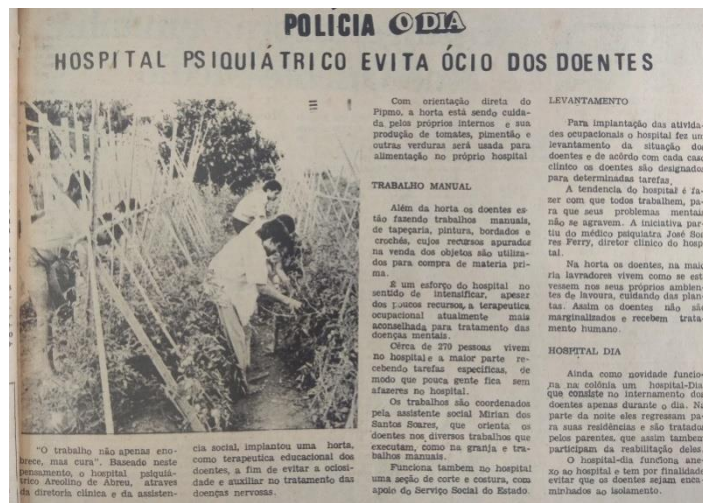 POLÍCIA O DIA
HOSPITAL PSIQUIÁTRICO EVITA ÓCIO DOS DOENTES
"O trabalho não apenas eno-
brece, mas cura". Baseado neste
pensamento, o hospital psiquiá-
trico Areolino de Abreu, atraves
da diretoria clínica e da assisten-
cia social, implantou uma horta,
como terapeutica educacional dos
doentes, a fim de evitar a ociosi-
dade e auxiliar no tratamento das
doenças nervosas.
Com orientação direta do
Pipmo, a horta está sendo cuida-
da pelos próprios internos e sua
produção de tomates, pimentão e
outras verduras será usada para
alimentação no próprio hospital
TRABALHO MANUAL
Além da horta os doentes es-
tão fazendo trabalhos manuais,
de tapeçaria, pintura, bordados e
crochés, cujos recursos apurados
na venda dos objetos são utiliza-
dos para compra de materia pri-
ma.
É um esforço do hospital no
sentido de intensificar, apesar
dos poucos recursos, a terapeutica
ocupacional atualmente mais
aconselhada para tratamento das
doenças mentais.
Cêrca de 270 pessoas vivem
no hospital e a maior parte re-
cebendo tarefas especificas, de
modo que pouca gente fica sem
afazeres no hospital.
Os trabalhos são coordenados
pela assistente social Mirian dos
Santos Soares, que orienta os
doentes nos diversos trabalhos que
executam, como na granja e tra-
balhos manuais.
Funciona tambem no hospital
uma seção de corte e costura, com
apoio do Serviço Social do Estado.
LEVANTAMENTO
Para implantação das ativida-
des ocupacionais o hospital fez um
levantamento da situação dos
doentes e de acôrdo com cada caso
clínico os doentes são designados
para determinadas tarefas.
A tendencia do hospital é fa-
zer com que todos trabalhem, pa-
ra que seus problemas mentais
não se agravem. A iniciativa par-
tiu do médico psiquiatra José Soa
res Ferry, diretor clínico do hospi
tal.
Na horta os doentes, na maio
ria lavradores vivem como se esti
vessem nos seus próprios ambien-
tes de lavoura, cuidando das plan-
tas. Assim os doentes não são
marginalizados e recebem trata-
mento humano.
HOSPITAL DIA
Ainda como novidade funcio-
na na colônia um hospital-Dia
que consiste no internamento dos
doentes apenas durante o dia. Na
parte da noite eles regressam pa-
ra suas residências e são tratados
pelos parentes, que assim tambem
participam da reabilitação deles.
O hospital-dia funciona ane-
xo ao hospital e tem por finalidade
evitar que os doentes sejam enca-
minhados ao isolamento.